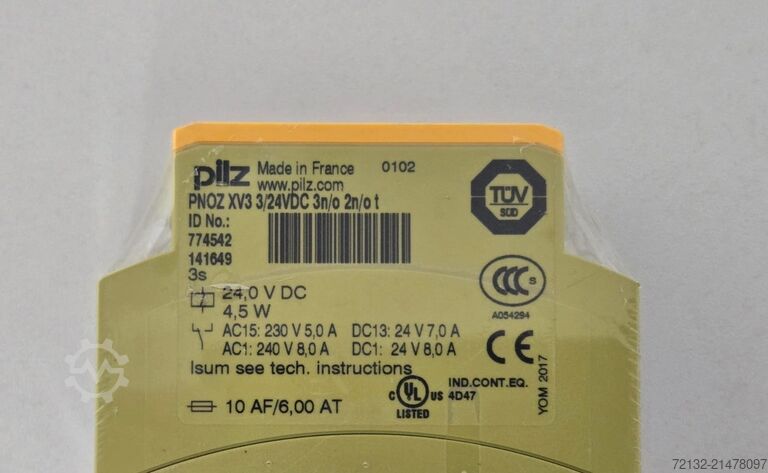 pilz Made in France 0102
www.pilz.com
PNOZ XV3 3/24VDC 3n/o 2n/o t
ID No.:
774542
141649
3s
24,0 V DC
4,5 W
AC15: 230 V 5,0 A DC13: 24 V 7,0 A
AC1: 240 V 8,0 A DC1: 24 V 8,0 A
Isum see tech. instructions
10 AF/6,00 AT
TÜV
SÜD
CCC S
A054294
CE
YOM 2017
C UL US
LISTED
IND.CONT.EQ.
4D47
72132-21478097